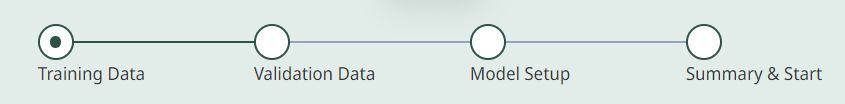 Training Data
Validation Data
Model Setup
Summary & Start